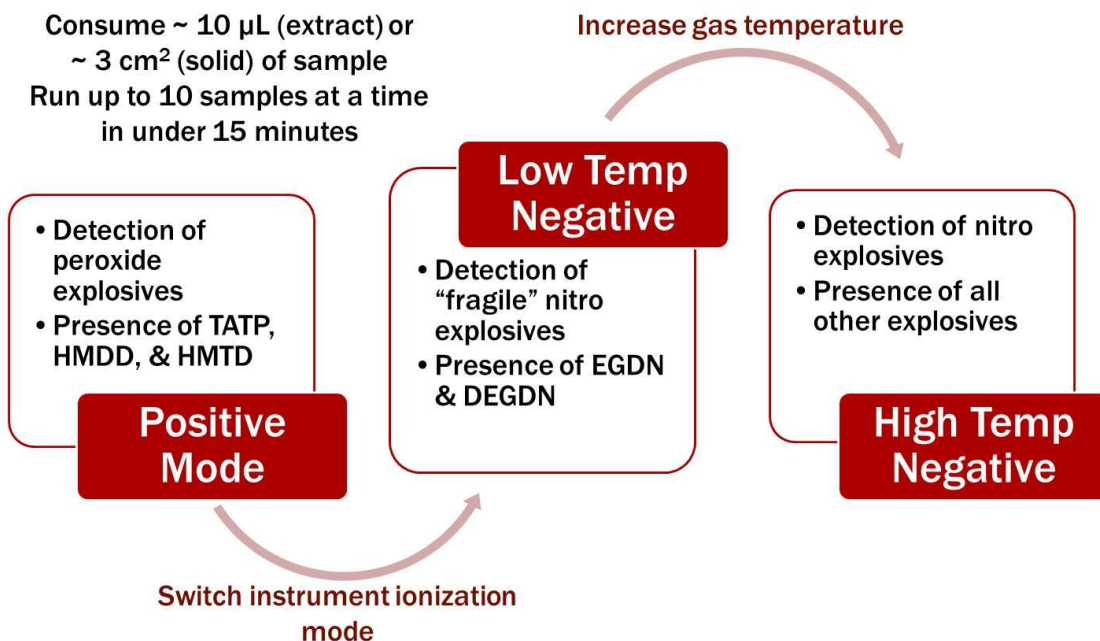 Consume ~ 10 µL (extract) or
~ 3 cm² (solid) of sample
Run up to 10 samples at a time
in under 15 minutes
Increase gas temperature
• Detection of
peroxide
explosives
• Presence of TATP,
HMDD, & HMTD
Positive
Mode
Switch instrument ionization
mode
Low Temp
Negative
• Detection of
“fragile” nitro
explosives
• Presence of EGDN
& DEGDN
• Detection of nitro
explosives
• Presence of all
other explosives
High Temp
Negative